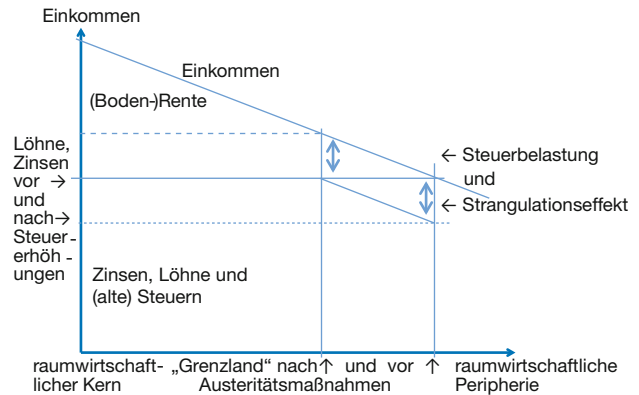 Einkommen
Einkommen
(Boden-)Rente
Löhne,
Zinsen
vor →
und
nach→
Steuer-
erhöh -
ungen
← Steuerbelastung
und
← Strangulationseffekt
Zinsen, Löhne und
(alte) Steuern
raumwirtschaft- „Grenzland“ nach↑ und vor ↑ raumwirtschaftliche
licher Kern Austeritätsmaßnahmen Peripherie